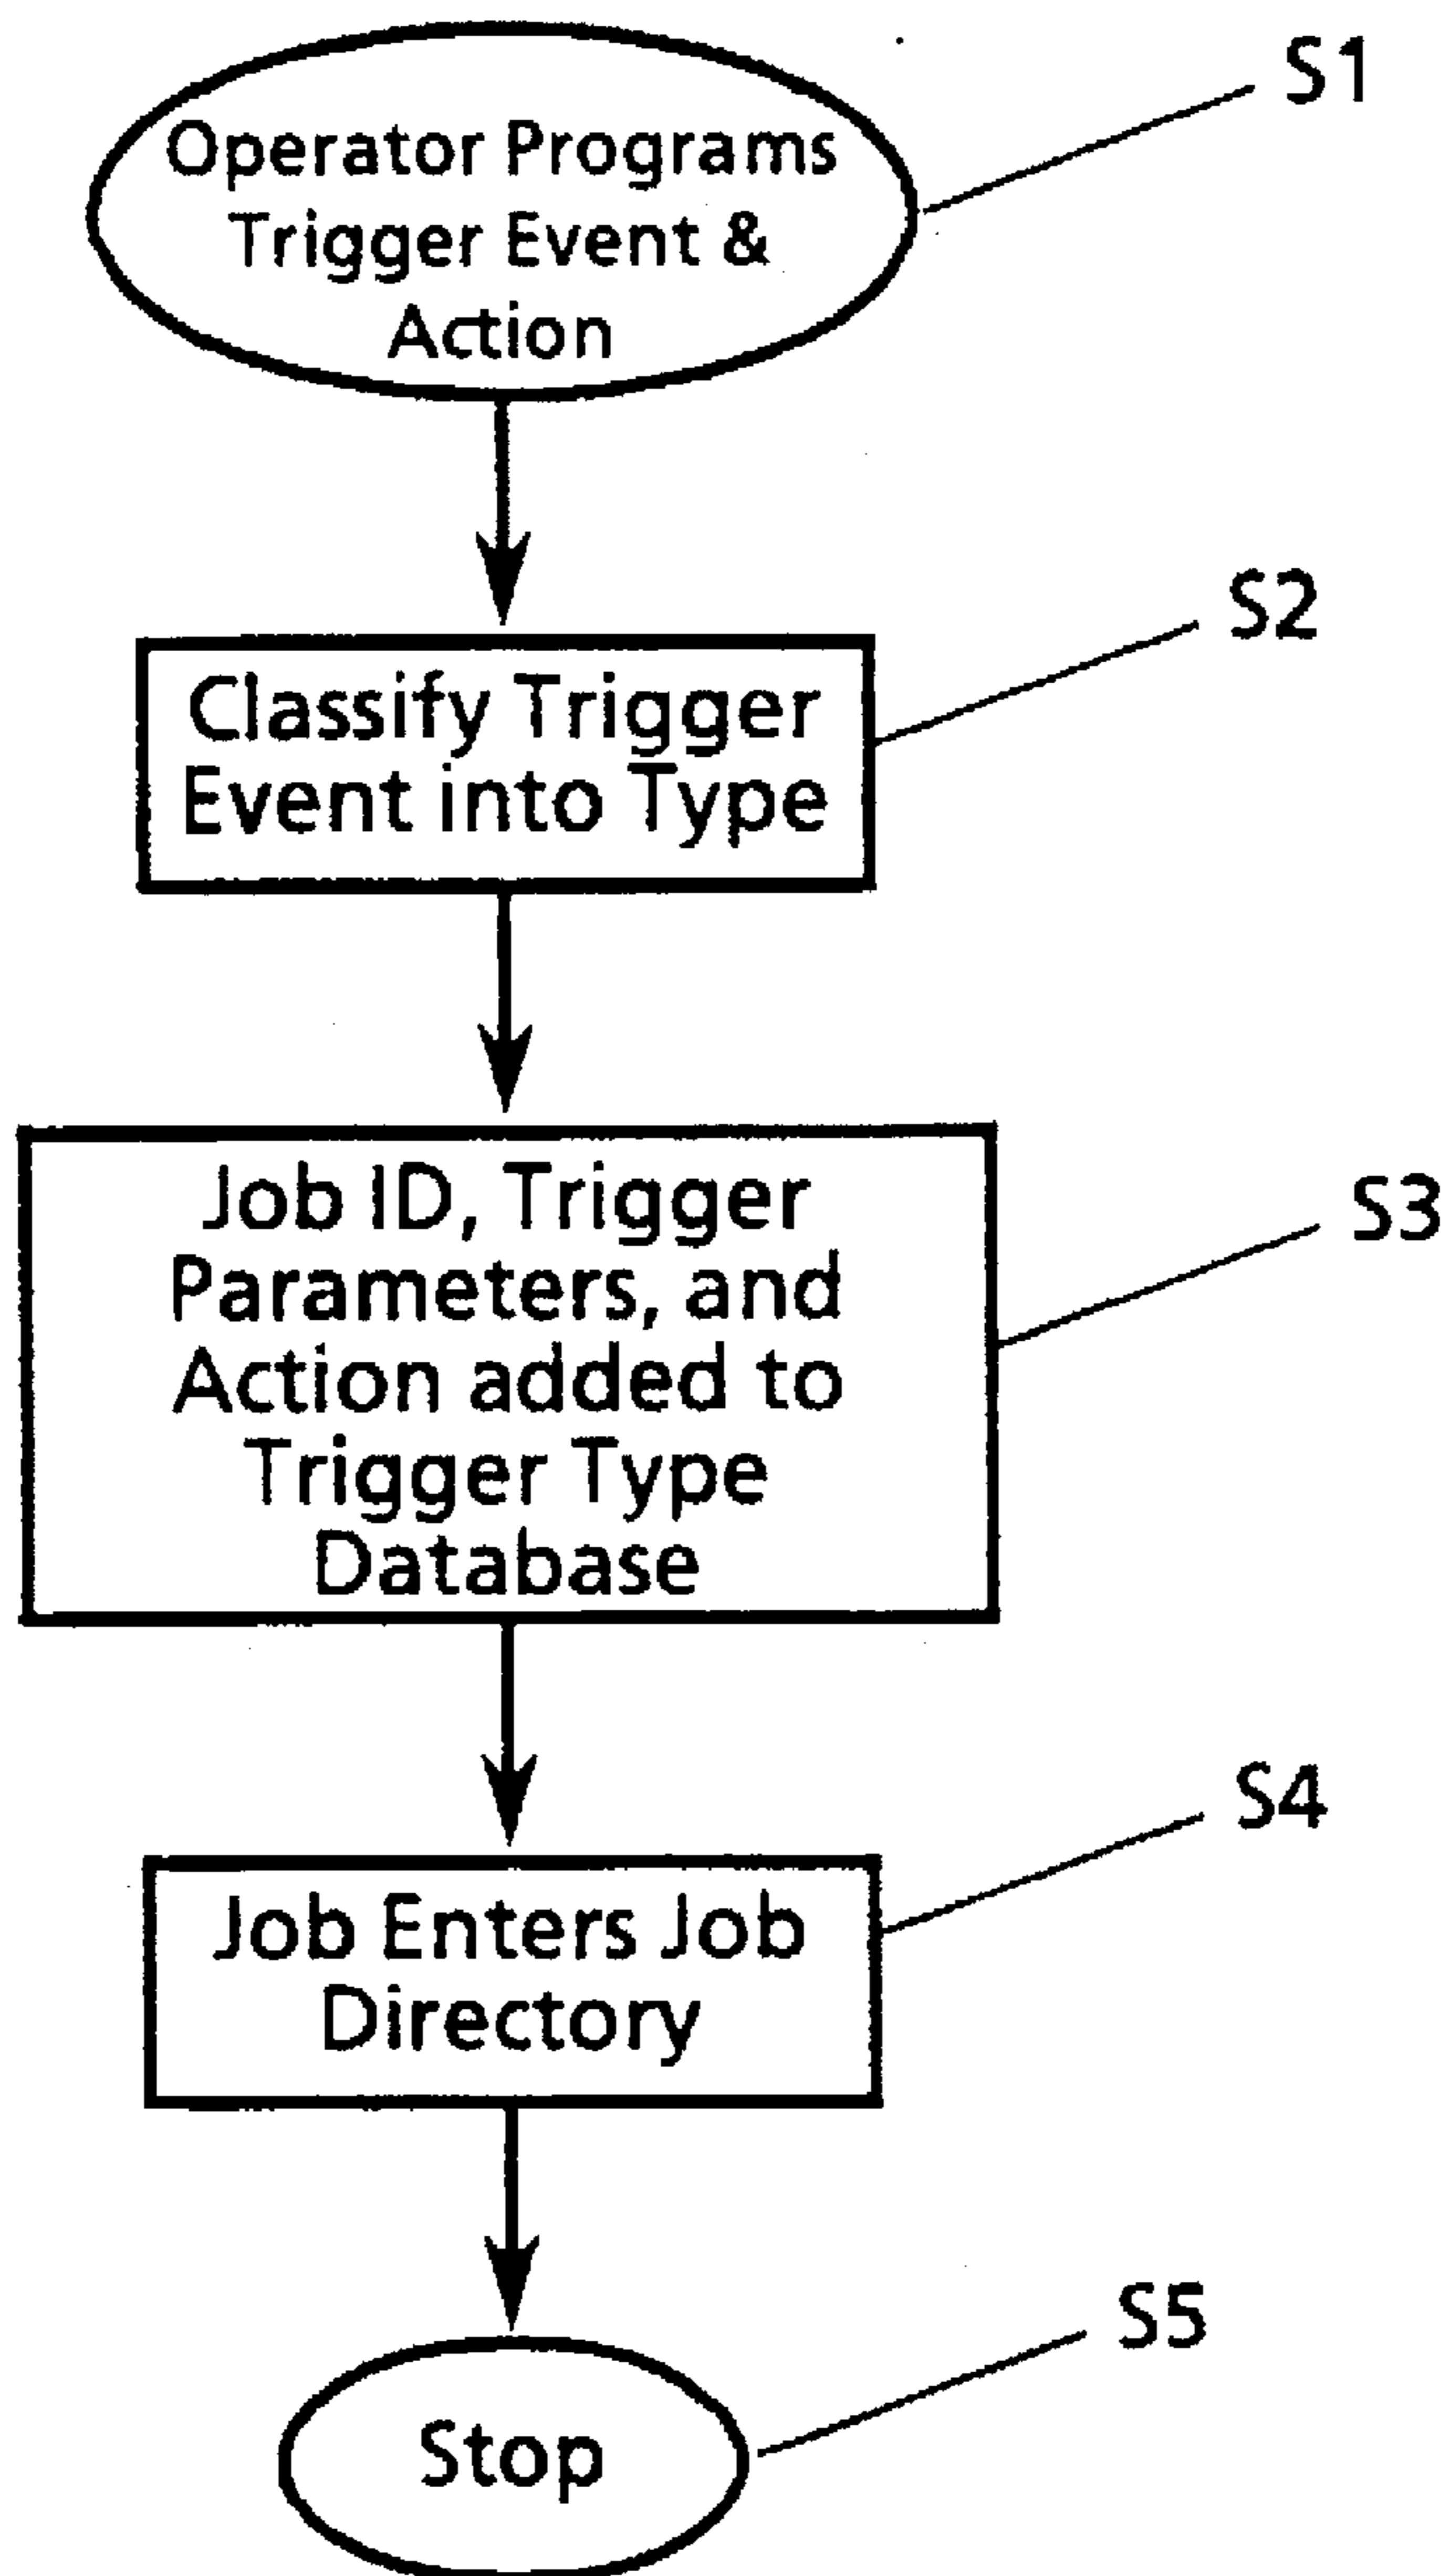 S1
Operator Programs
Trigger Event &
Action
S2
Classify Trigger
Event into Type
S3
Job ID, Trigger
Parameters, and
Action added to
Trigger Type
Database
S4
Job Enters Job
Directory
S5
Stop